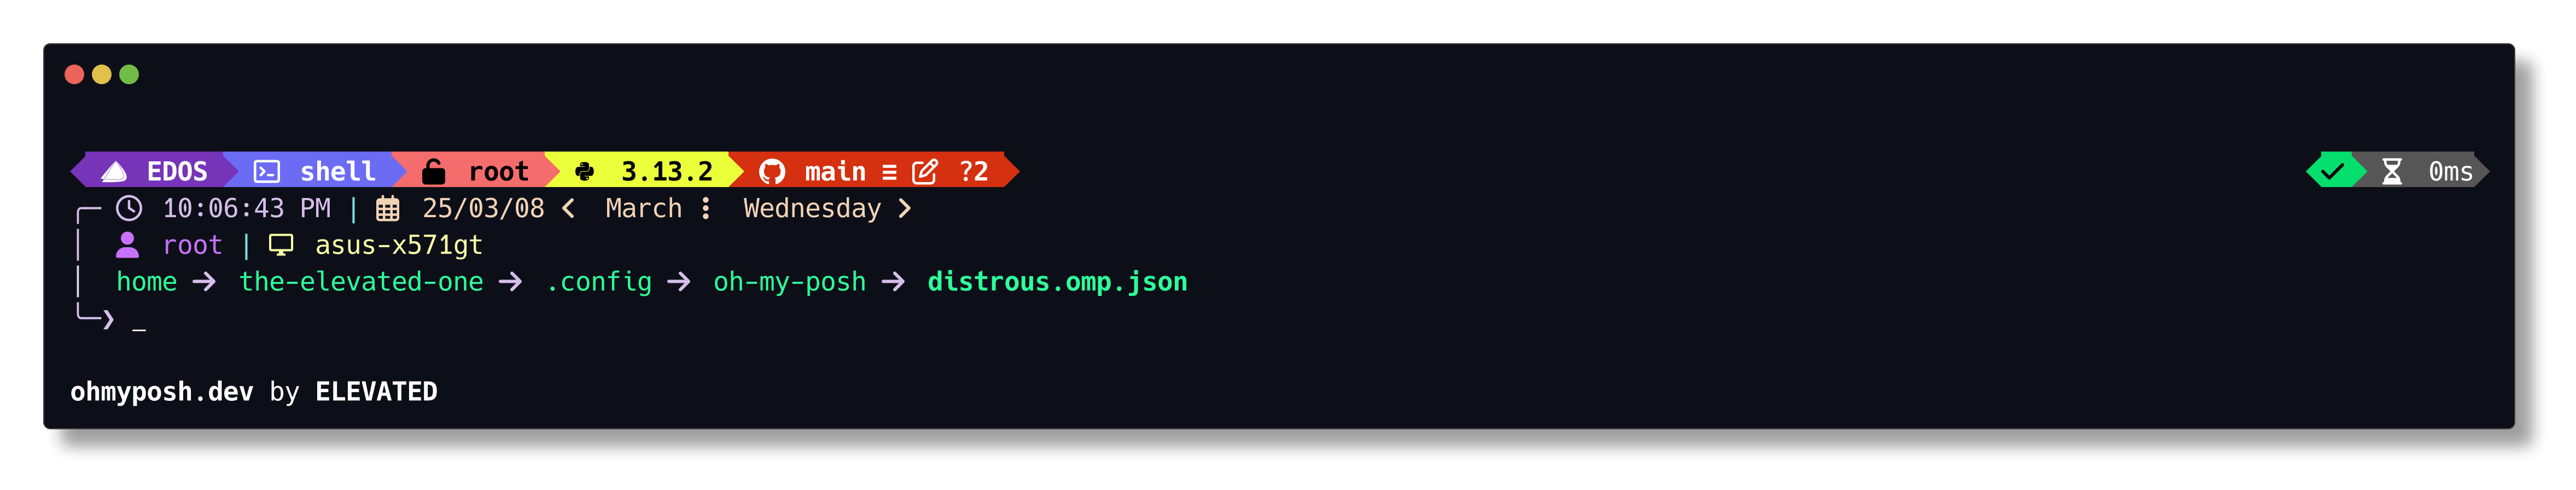 EDOS shell root 3.13.2 main ≡ ?2 0ms
10:06:43 PM | 25/03/08 < March ⋮ Wednesday >
root | asus-x571gt
home → the-elevated-one → .config → oh-my-posh → distrous.omp.json
❯ _
ohmyposh.dev by ELEVATED